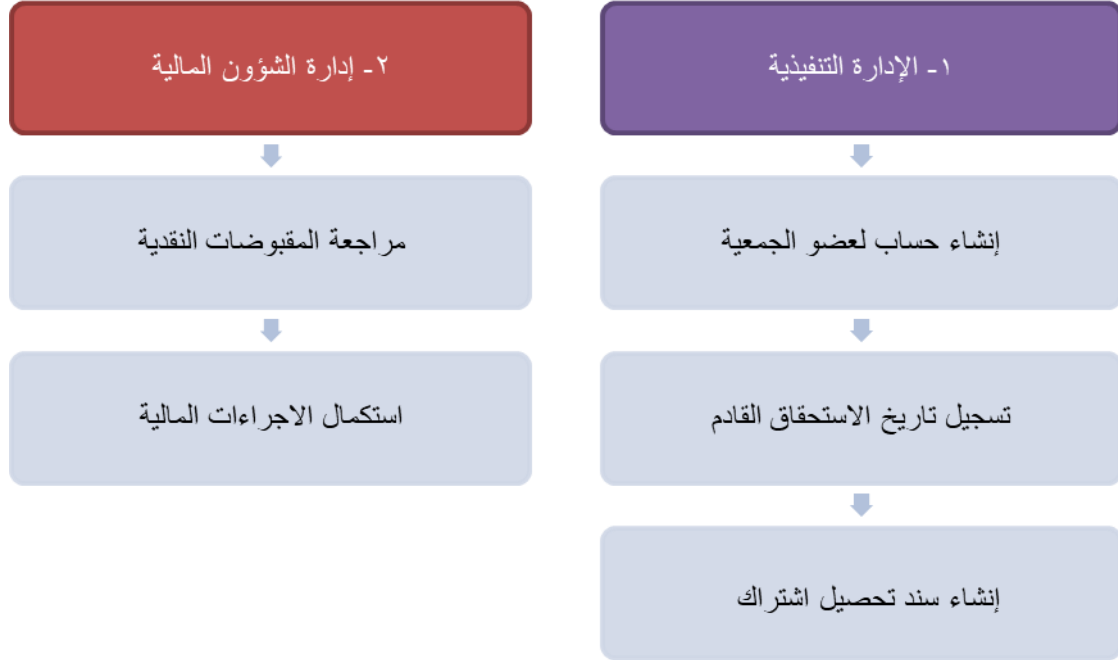 ١- الإدارة التنفيذية
إنشاء حساب لعضو الجمعية
تسجيل تاريخ الاستحقاق القادم
إنشاء سند تحصيل اشتراك
٢- إدارة الشؤون المالية
مراجعة المقبوضات النقدية
استكمال الاجراءات المالية